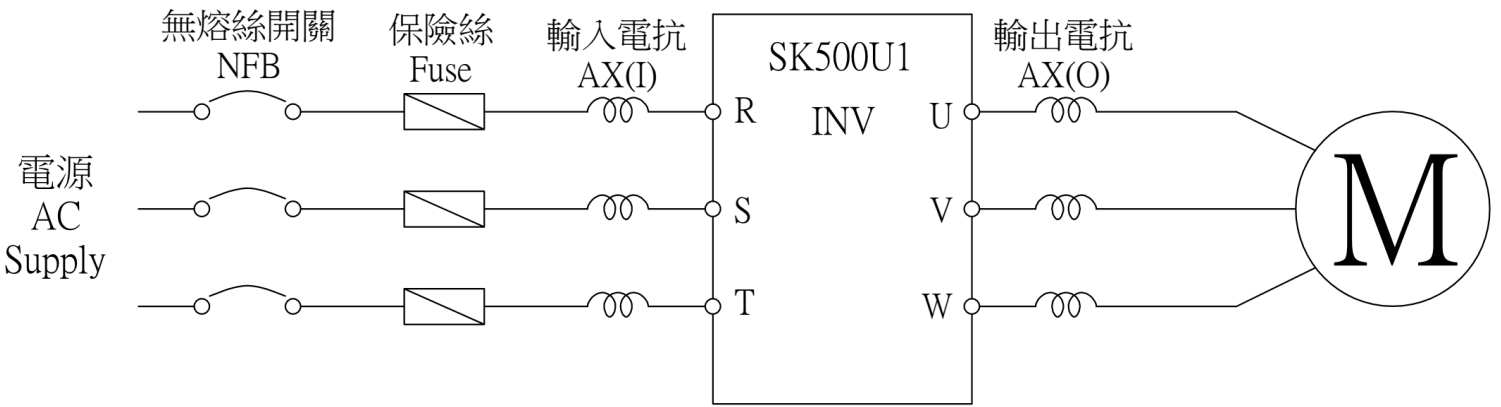 無熔絲開關
NFB
保險絲
Fuse
輸入電抗
AX(I)
SK500U1
INV
輸出電抗
AX(O)
電源
AC
Supply
R
S
T
U
V
W
M